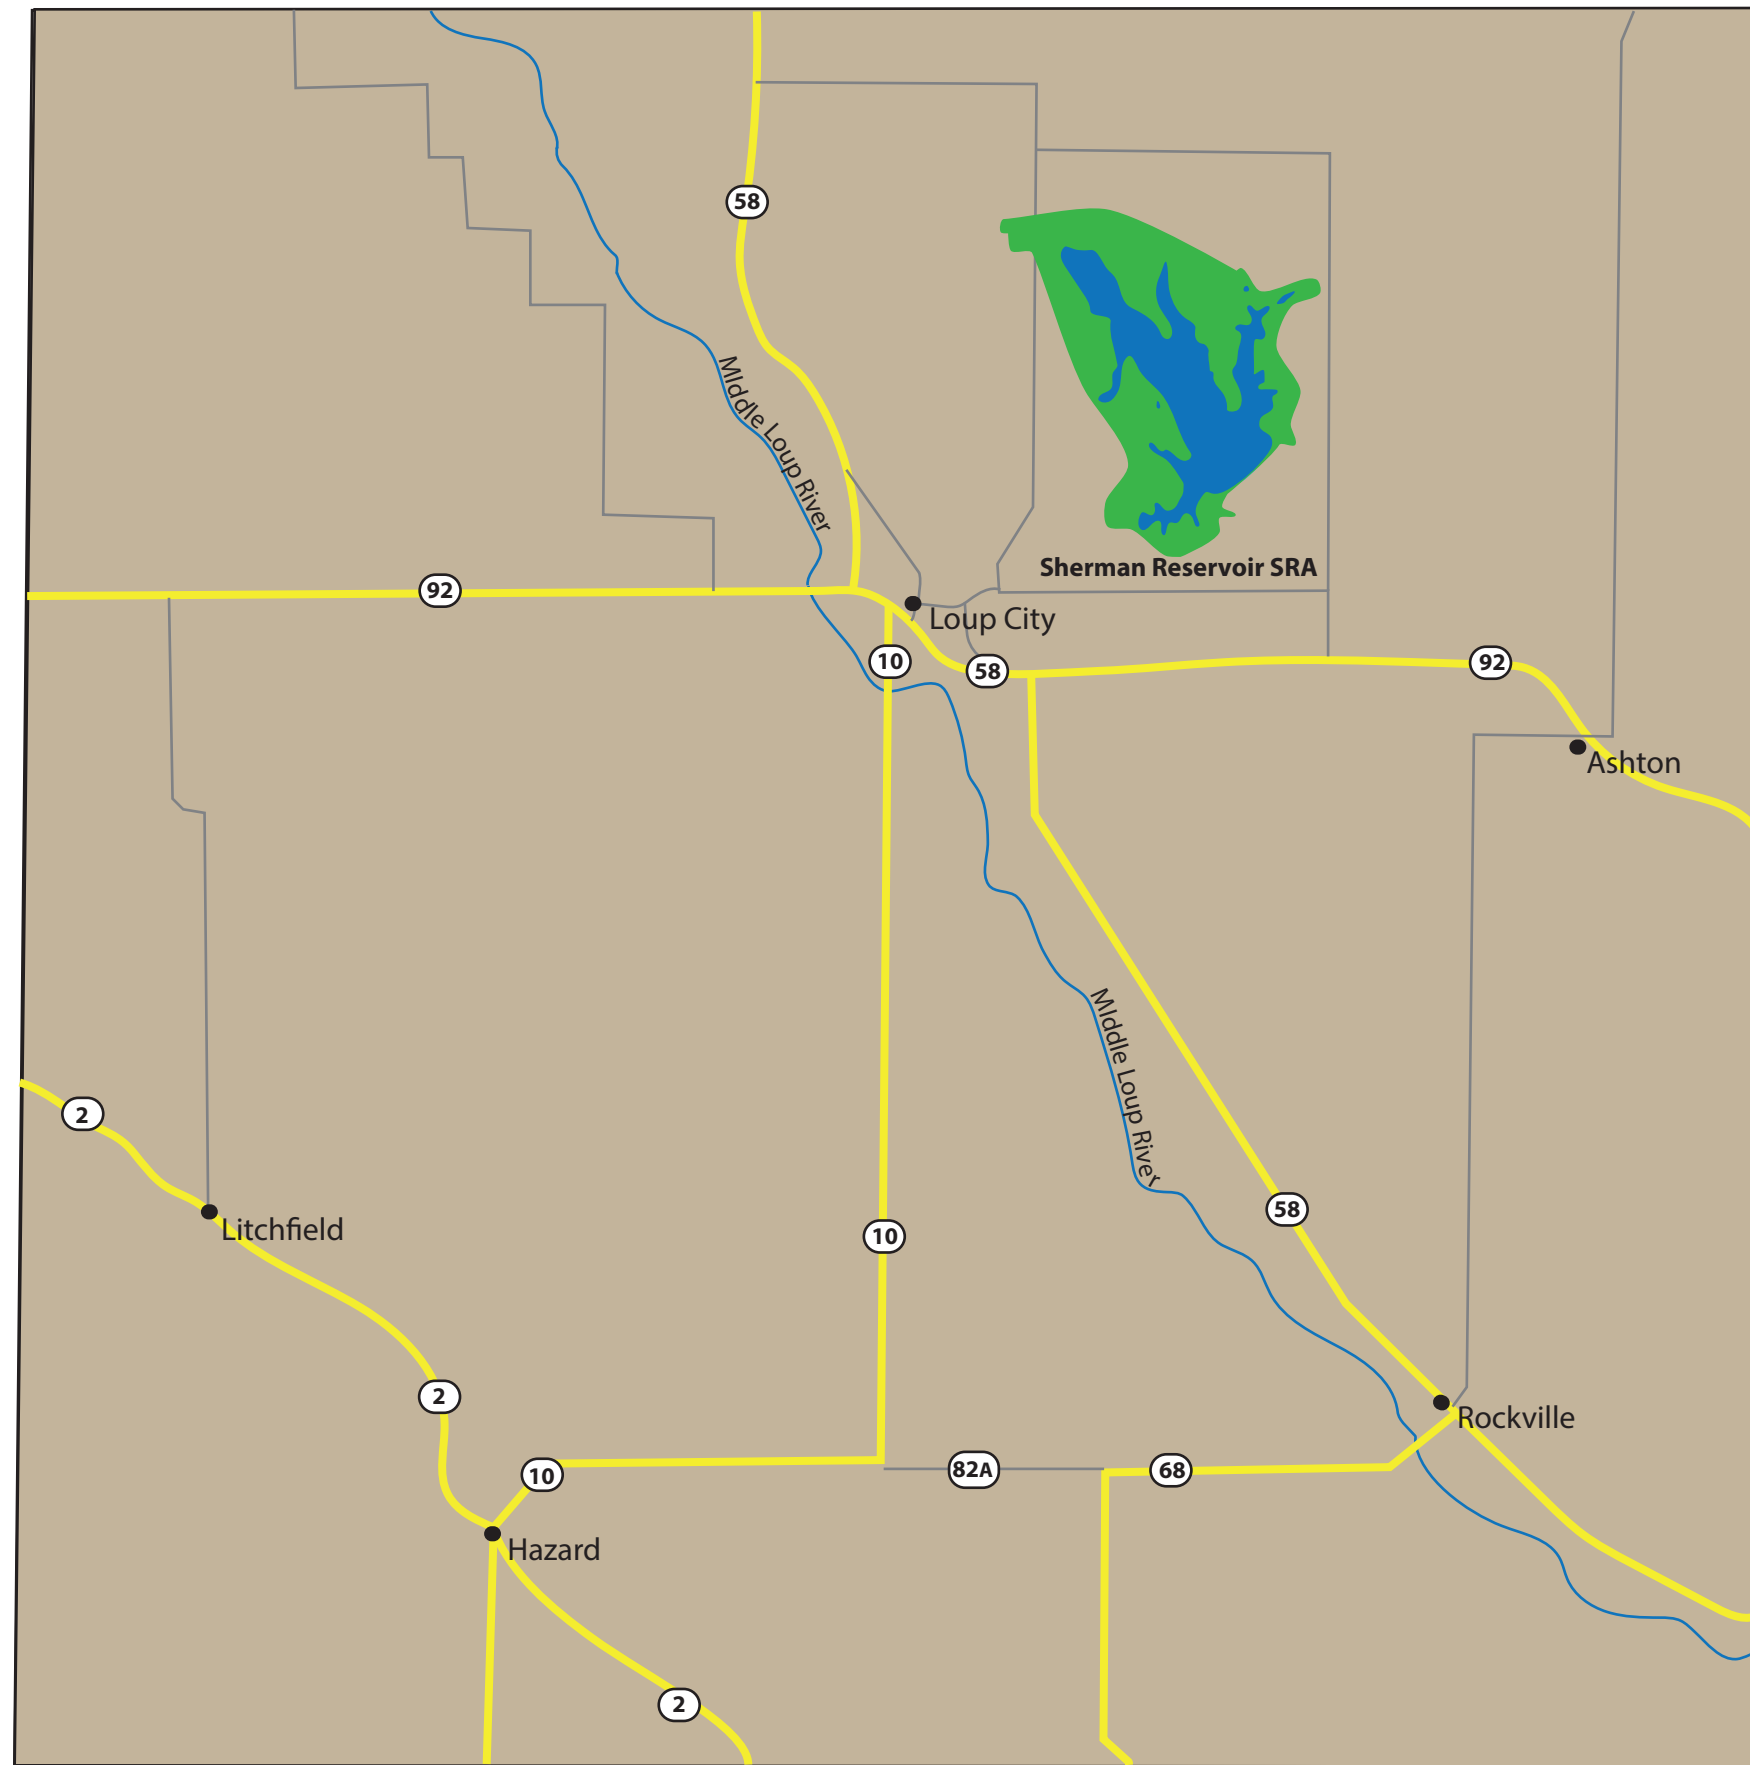 58
MIddle Loup River
Sherman Reservoir SRA
92
Loup City
10
58
92
Ashton
MIddle Loup River
2
Litchfield
58
10
2
Rockville
10
82A
68
Hazard
2